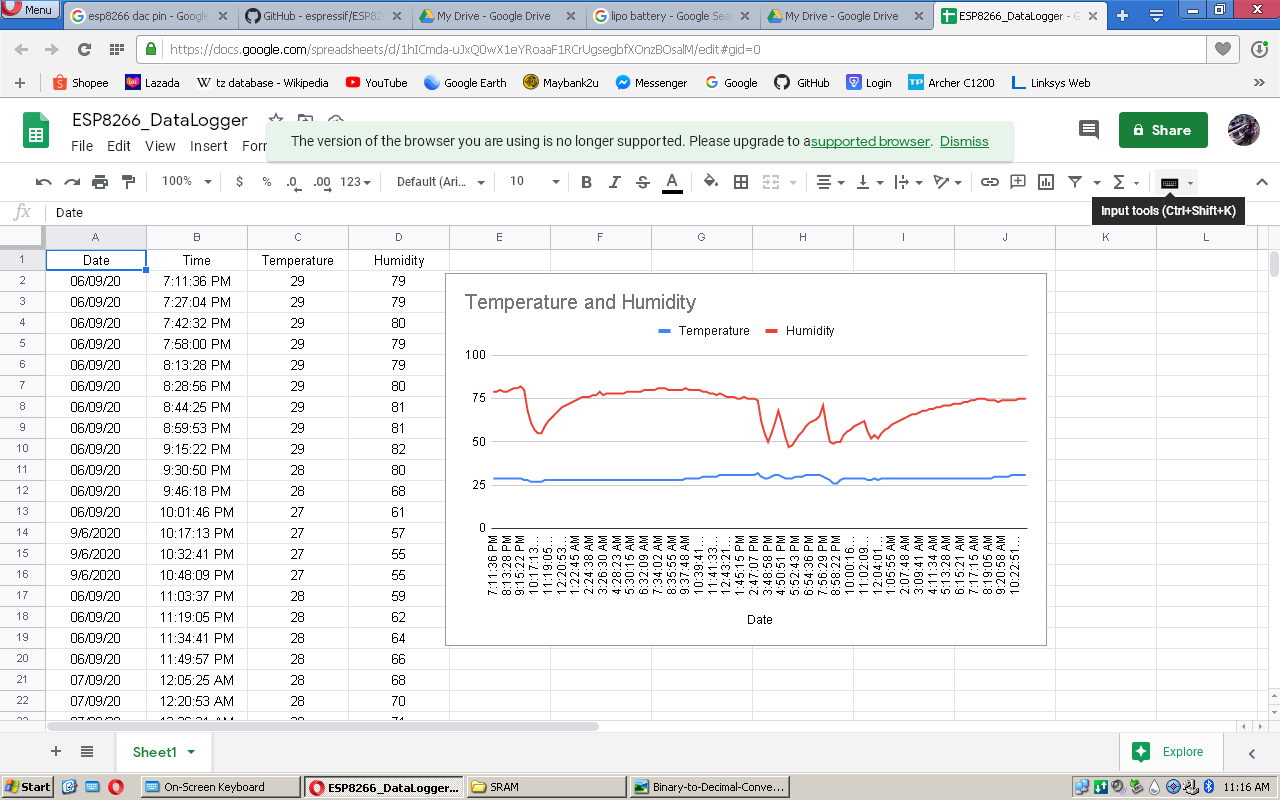 Menu
esp8266 dac pin - Google
GitHub - espressif/ESP82
My Drive - Google Drive
lipo battery - Google Sea
My Drive - Google Drive
ESP8266_DataLogger - G
https://docs.google.com/spreadsheets/d/1hICmda-uJxQ0wX1eYRoaaF1RCrUgsegbfXOnzBOsalM/edit#gid=0
Shopee Lazada tz database - Wikipedia YouTube Google Earth Maybank2u Messenger Google GitHub Login Archer C1200 Linksys Web
ESP8266_DataLogger
The version of the browser you are using is no longer supported. Please upgrade to a supported browser. Dismiss
Share
File Edit View Insert Forr
100% $ % .0 .00 123 Default (Ari... 10 B I S A
Input tools (Ctrl+Shift+K)
fx Date
A B C D E F G H I J K L
1 Date Time Temperature Humidity
2 06/09/20 7:11:36 PM 29 79
3 06/09/20 7:27:04 PM 29 79
4 06/09/20 7:42:32 PM 29 80
5 06/09/20 7:58:00 PM 29 79
6 06/09/20 8:13:28 PM 29 79
7 06/09/20 8:28:56 PM 29 80
8 06/09/20 8:44:25 PM 29 81
9 06/09/20 8:59:53 PM 29 81
10 06/09/20 9:15:22 PM 29 82
11 06/09/20 9:30:50 PM 28 80
12 06/09/20 9:46:18 PM 28 68
13 06/09/20 10:01:46 PM 27 61
14 9/6/2020 10:17:13 PM 27 57
15 9/6/2020 10:32:41 PM 27 55
16 9/6/2020 10:48:09 PM 27 55
17 06/09/20 11:03:37 PM 28 59
18 06/09/20 11:19:05 PM 28 62
19 06/09/20 11:34:41 PM 28 64
20 06/09/20 11:49:57 PM 28 66
21 07/09/20 12:05:25 AM 28 68
22 07/09/20 12:20:53 AM 28 70
Temperature and Humidity
Temperature Humidity
100
75
50
25
0
7:11:36 PM
8:13:28 PM
9:15:22 PM
10:17:13...
11:19:05...
12:20:53...
1:22:45 AM
2:24:38 AM
3:26:30 AM
4:28:23 AM
5:30:15 AM
6:32:09 AM
7:34:02 AM
8:35:55 AM
9:37:48 AM
10:39:41...
11:41:33...
12:43:21...
1:45:15 PM
2:47:07 PM
3:48:58 PM
4:50:51 PM
5:52:43 PM
6:54:36 PM
7:56:29 PM
8:58:22 PM
10:00:16...
11:02:09...
12:04:01...
1:05:55 AM
2:07:48 AM
3:09:41 AM
4:11:34 AM
5:13:28 AM
6:15:21 AM
7:17:15 AM
8:19:05 AM
9:20:58 AM
10:22:51...
Date
Sheet1
Explore
Start
On-Screen Keyboard
ESP8266_DataLogger-...
SRAM
Binary-to-Decimal-Conve...
11:16 AM